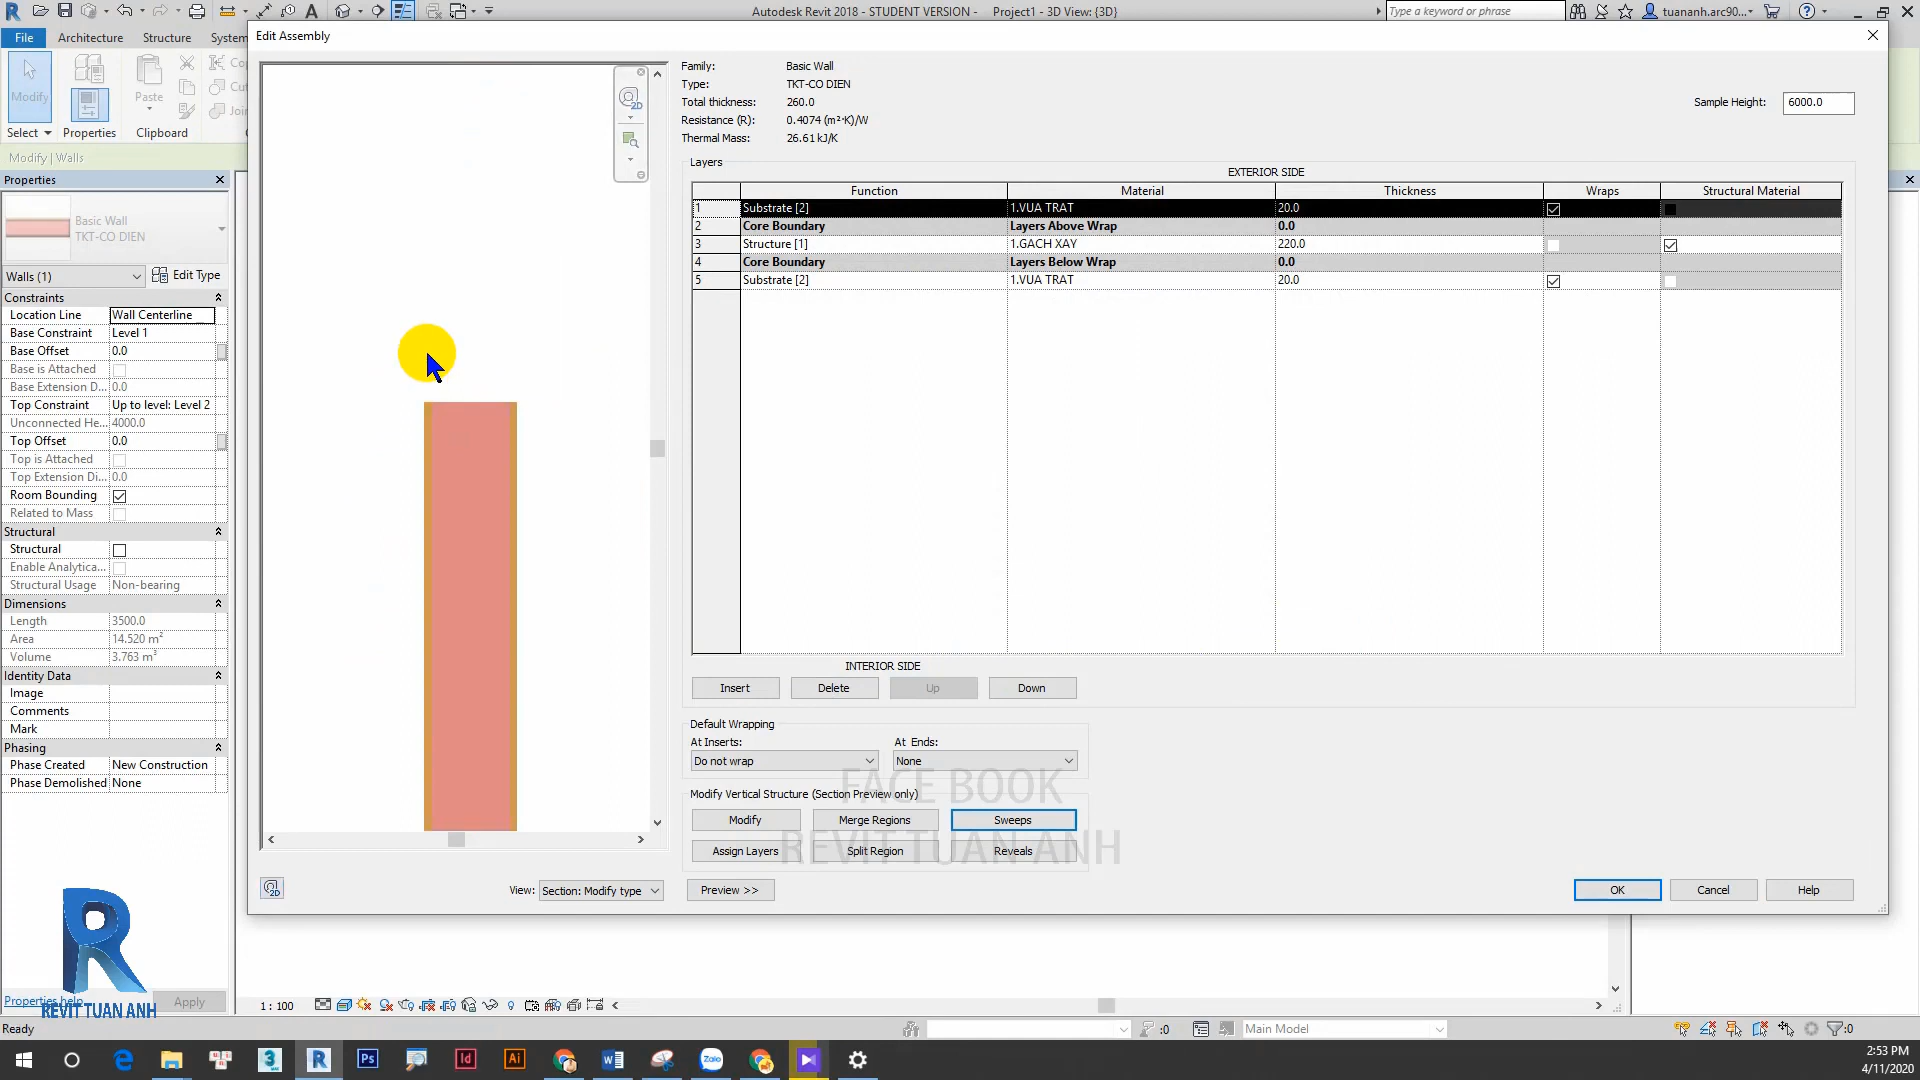 Autodesk Revit 2018 - STUDENT VERSION - Project1 - 3D View: {3D}
Type a keyword or phrase
tuananh.arc90...
File Architecture Structure System
Edit Assembly
Modify
Paste
Select Properties Clipboard
Modify | Walls
Properties
Basic Wall
TKT-CO DIEN
Walls (1) Edit Type
Constraints
Location Line Wall Centerline
Base Constraint Level 1
Base Offset 0.0
Base is Attached
Base Extension D... 0.0
Top Constraint Up to level: Level 2
Unconnected He... 4000.0
Top Offset 0.0
Top is Attached
Top Extension Di... 0.0
Room Bounding
Related to Mass
Structural
Structural
Enable Analytica...
Structural Usage Non-bearing
Dimensions
Length 3500.0
Area 14.520 m²
Volume 3.763 m³
Identity Data
Image
Comments
Mark
Phasing
Phase Created New Construction
Phase Demolished None
Properties help Apply
REVIT TUAN ANH
Family: Basic Wall
Type: TKT-CO DIEN
Total thickness: 260.0
Resistance (R): 0.4074 (m²·K)/W
Thermal Mass: 26.61 kJ/K
Sample Height: 6000.0
Layers
EXTERIOR SIDE
Function Material Thickness Wraps Structural Material
1 Substrate [2] 1.VUA TRAT 20.0
2 Core Boundary Layers Above Wrap 0.0
3 Structure [1] 1.GACH XAY 220.0
4 Core Boundary Layers Below Wrap 0.0
5 Substrate [2] 1.VUA TRAT 20.0
INTERIOR SIDE
Insert Delete Up Down
Default Wrapping
At Inserts: At Ends:
Do not wrap None
FACE BOOK
Modify Vertical Structure (Section Preview only)
Modify Merge Regions Sweeps
REVIT TUAN ANH
Assign Layers Split Region Reveals
View: Section: Modify type Preview >> OK Cancel Help
1 : 100
Ready :0 Main Model :0
2:53 PM
4/11/2020